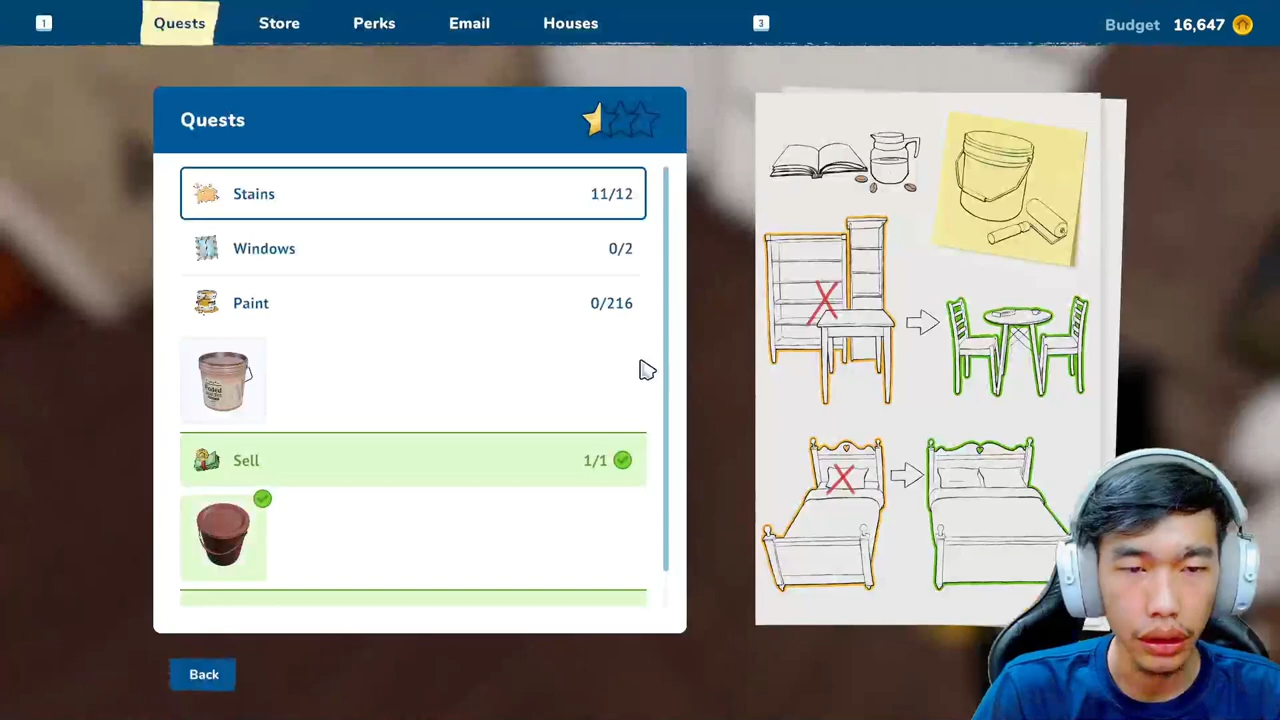 1 Quests Store Perks Email Houses 3 Budget 16,647
Quests
Stains 11/12
Windows 0/2
Paint 0/216
Sell 1/1
Back